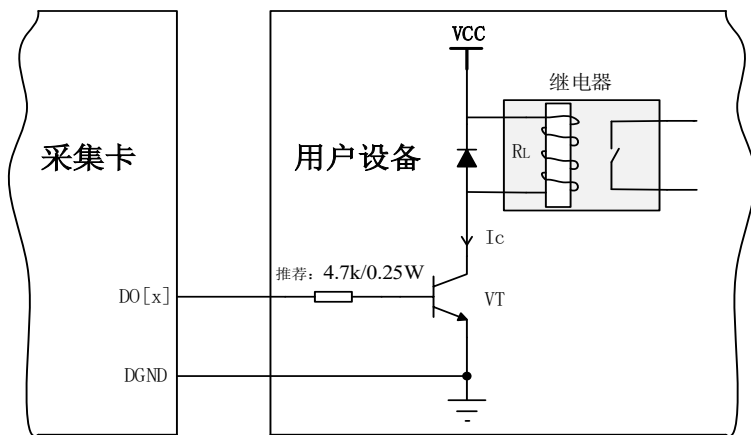 VCC
继电器
采集卡
用户设备
RL
Ic
推荐：4.7k/0.25W
DO[x]
VT
DGND